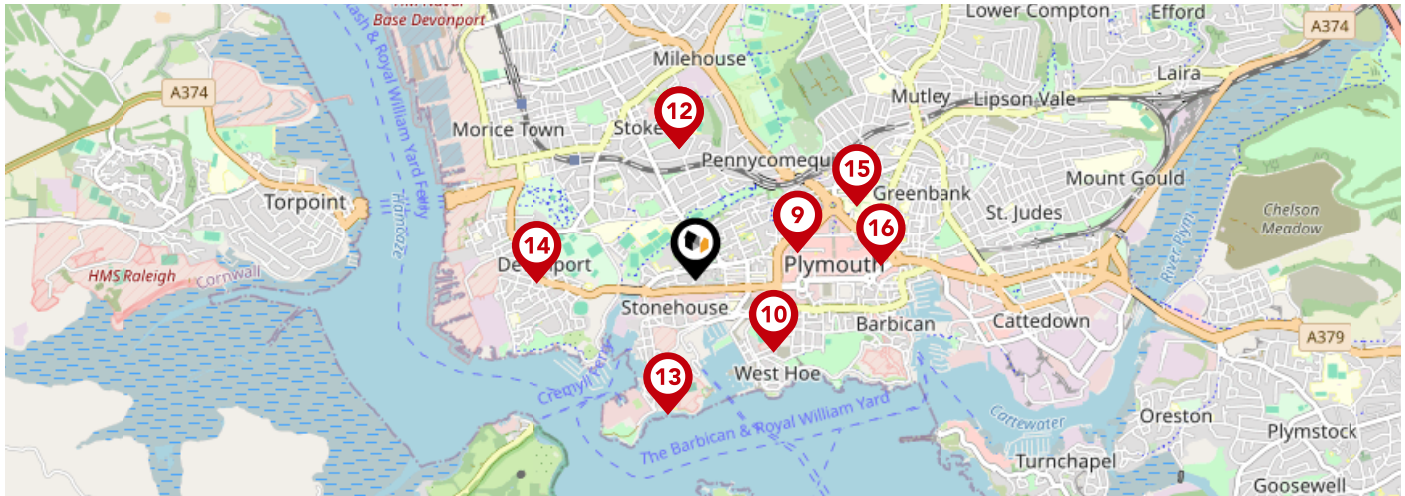 HM Naval
Base Devonport
Lower Compton
Efford
A374
Milehouse
Laira
A374
Mutley
Lipson Vale
12
Morice Town
Stoke
Pennycomequ
15
Mount Gould
Greenbank
Torpoint
Hamoaze
& Royal William Yard Ferry
9
16
St. Judes
Chelson
Meadow
14
Devonport
Plymouth
River Plym
HMS Raleigh
Cornwall
Stonehouse
10
Barbican
Cattedown
A379
13
West Hoe
Cremyll Ferry
The Barbican & Royal William Yard
Cattewater
Oreston
Plymstock
Turnchapel
Goosewell